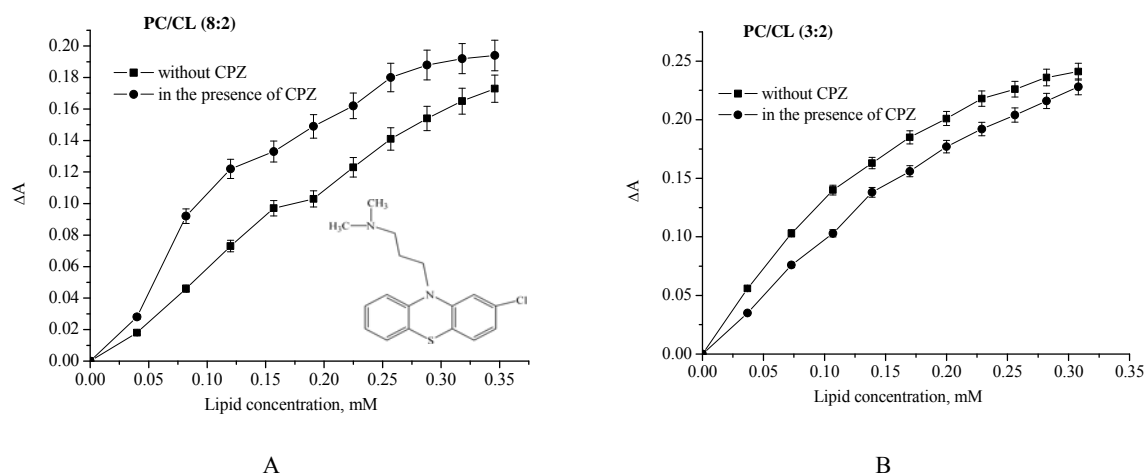 PC/CL (8:2)
0.20
0.18
0.16
0.14
0.12
0.10
0.08
0.06
0.04
0.02
0.00
ΔA
without CPZ
in the presence of CPZ
CH₃
H₃C
N
N
Cl
S
0.00 0.05 0.10 0.15 0.20 0.25 0.30 0.35
Lipid concentration, mM
A
PC/CL (3:2)
0.25
0.20
0.15
0.10
0.05
0.00
ΔA
without CPZ
in the presence of CPZ
0.00 0.05 0.10 0.15 0.20 0.25 0.30 0.35
Lipid concentration, mM
B